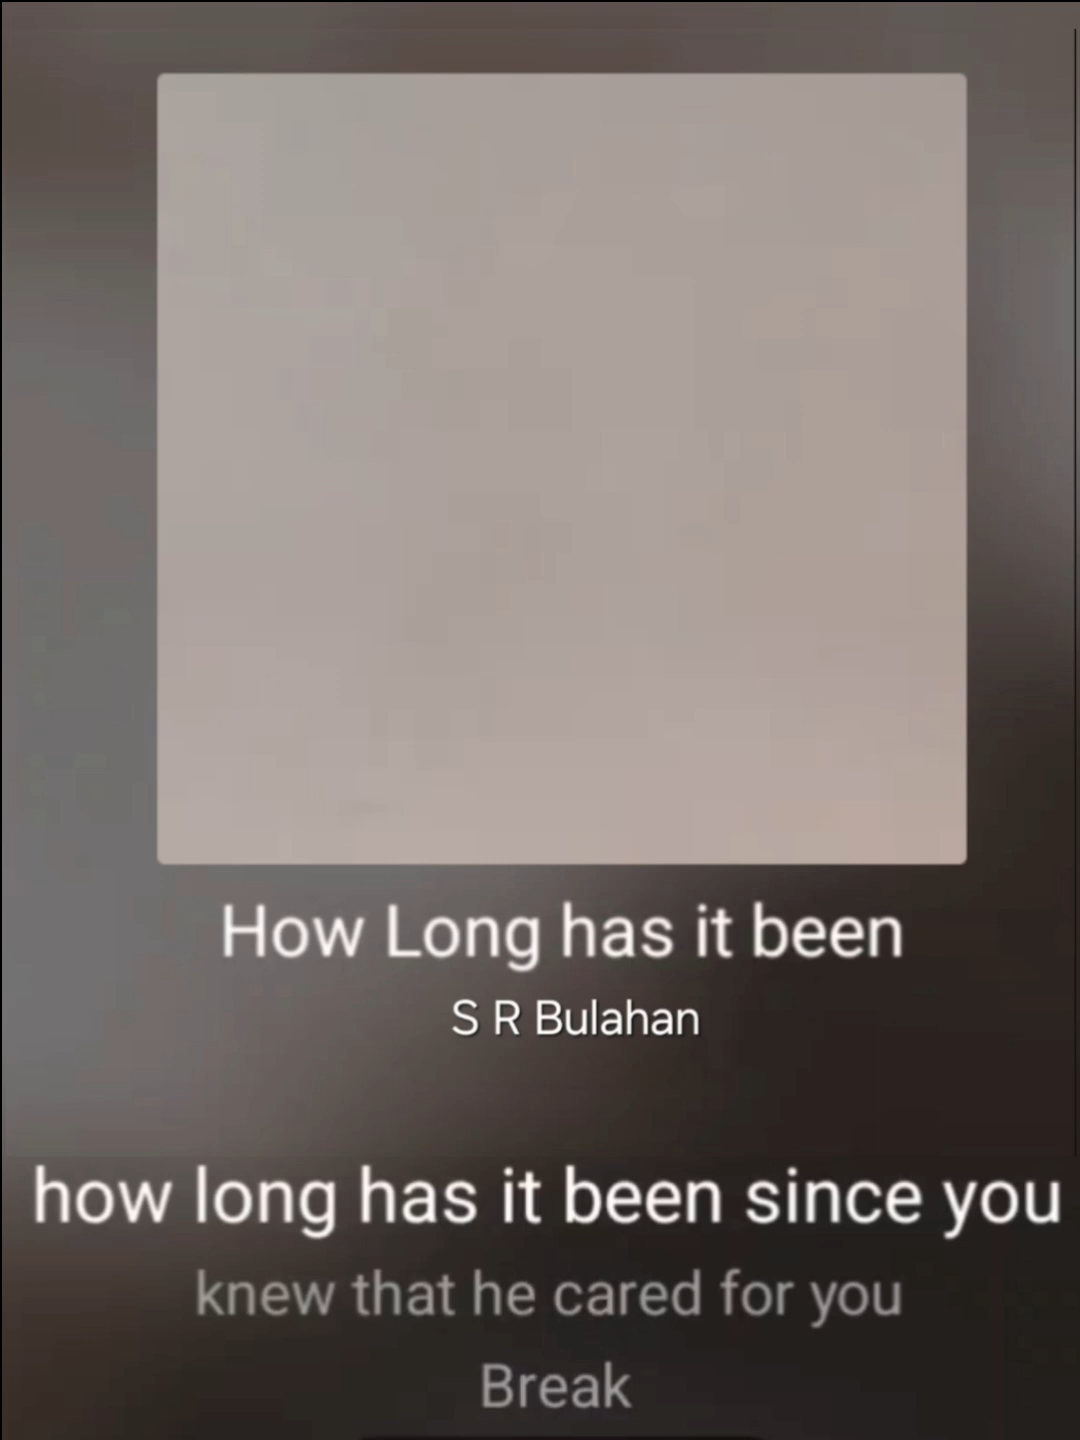 How Long has it been
S R Bulahan
how long has it been since you
knew that he cared for you
Break